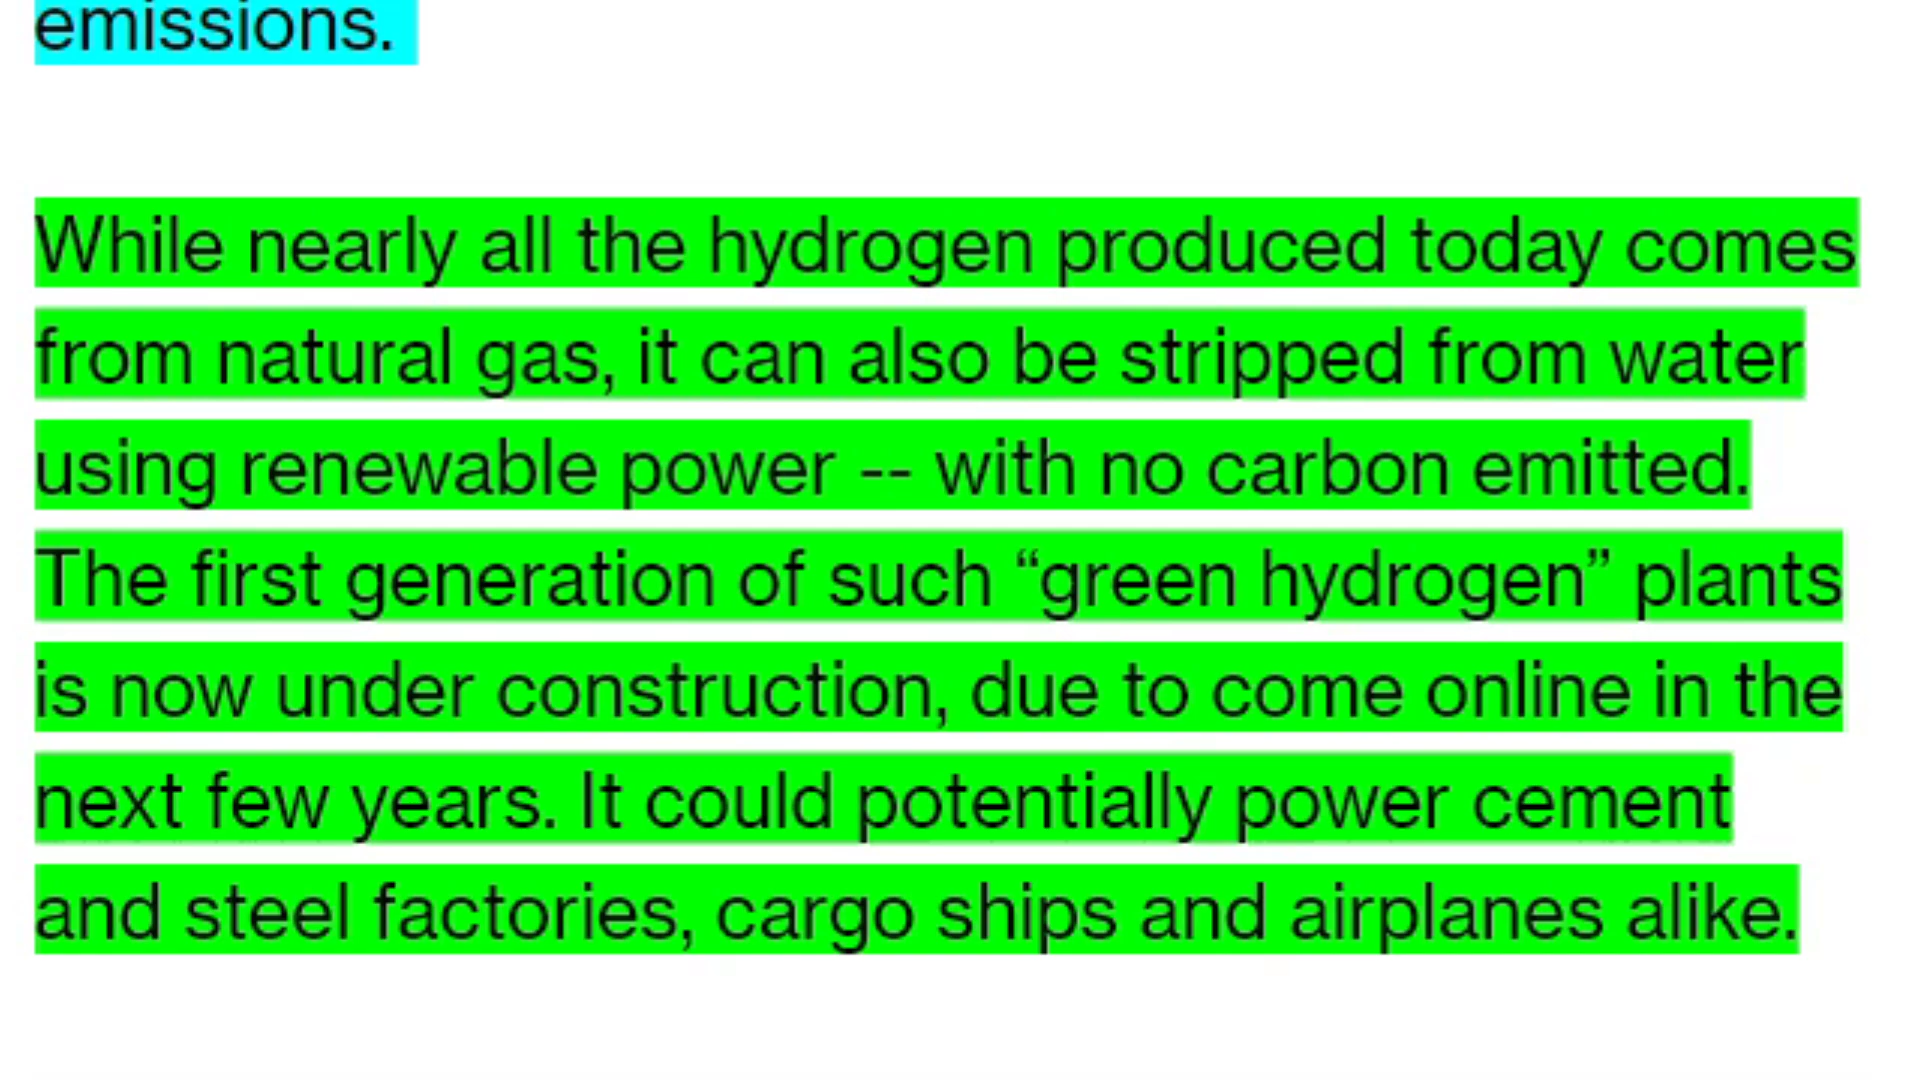 emissions.
While nearly all the hydrogen produced today comes
from natural gas, it can also be stripped from water
using renewable power -- with no carbon emitted.
The first generation of such “green hydrogen” plants
is now under construction, due to come online in the
next few years. It could potentially power cement
and steel factories, cargo ships and airplanes alike.